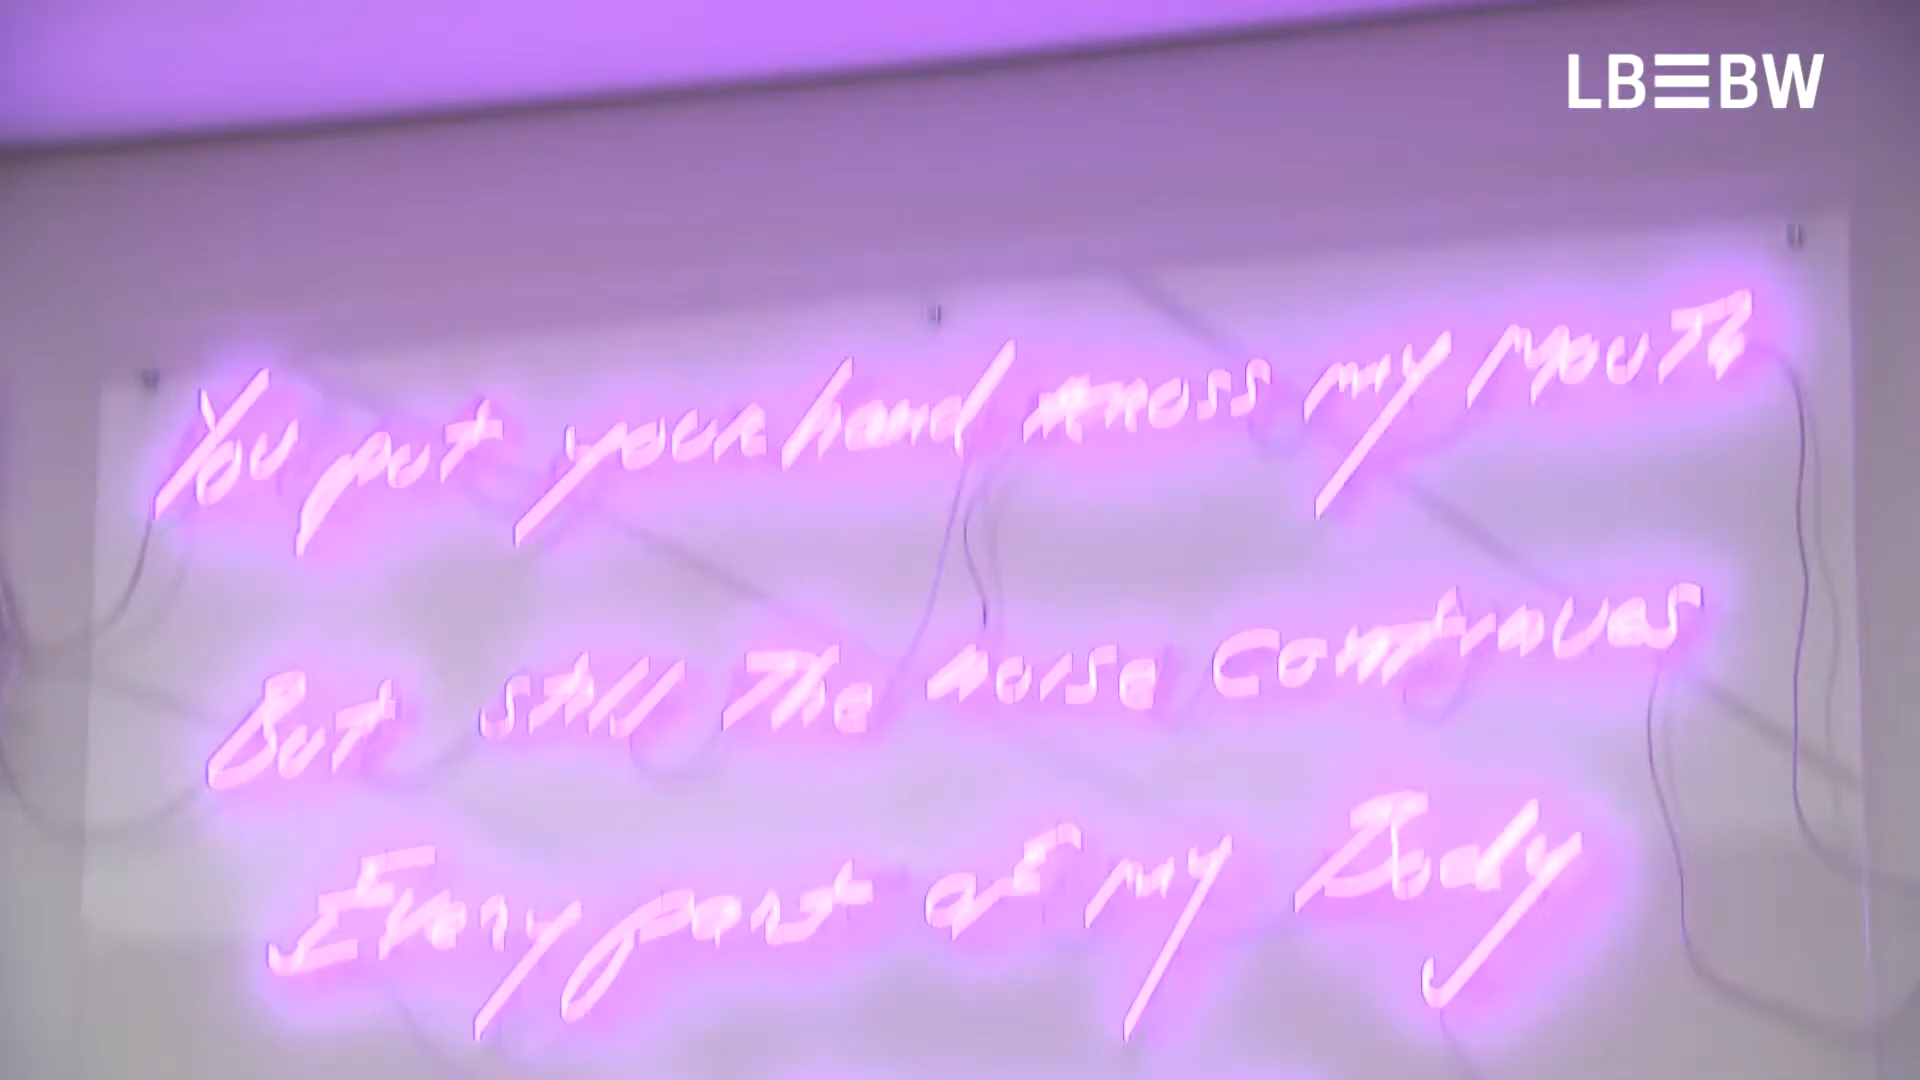 LBBW
You put your hand across my mouth
But still the noise continues
Every part of my Body